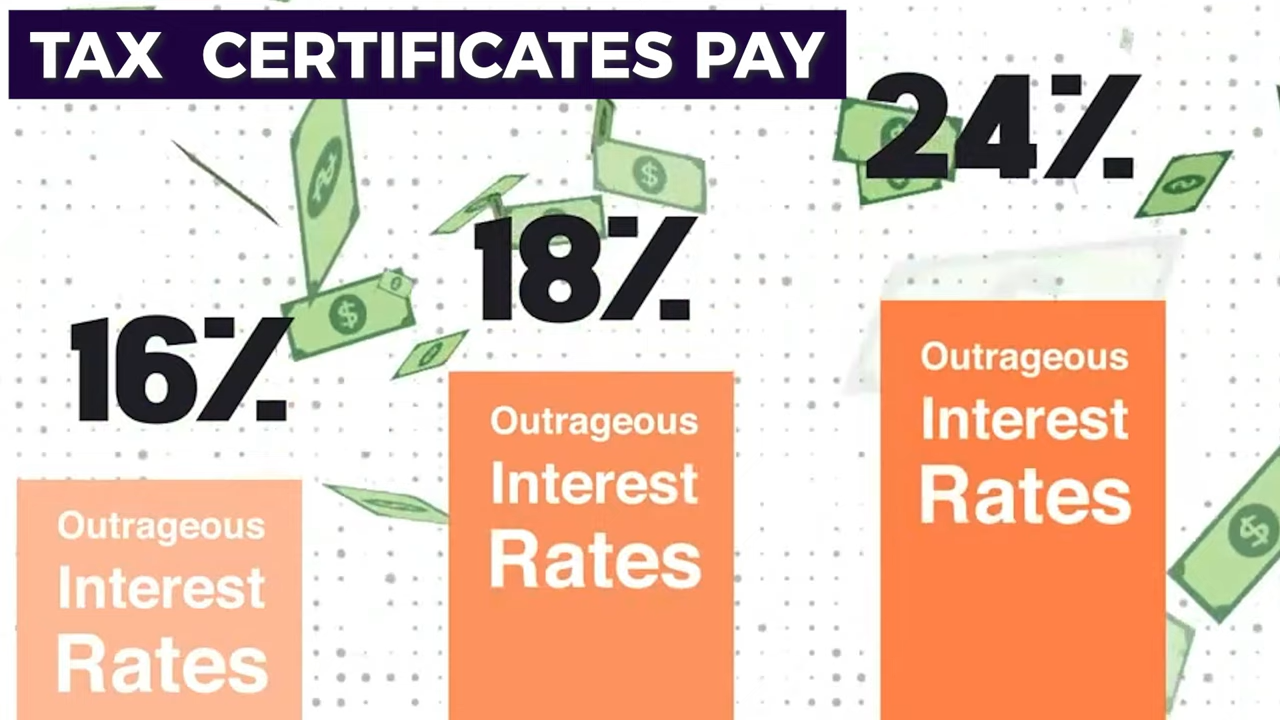 TAX CERTIFICATES PAY
16%
Outrageous
Interest
Rates
18%
Outrageous
Interest
Rates
24%
Outrageous
Interest
Rates